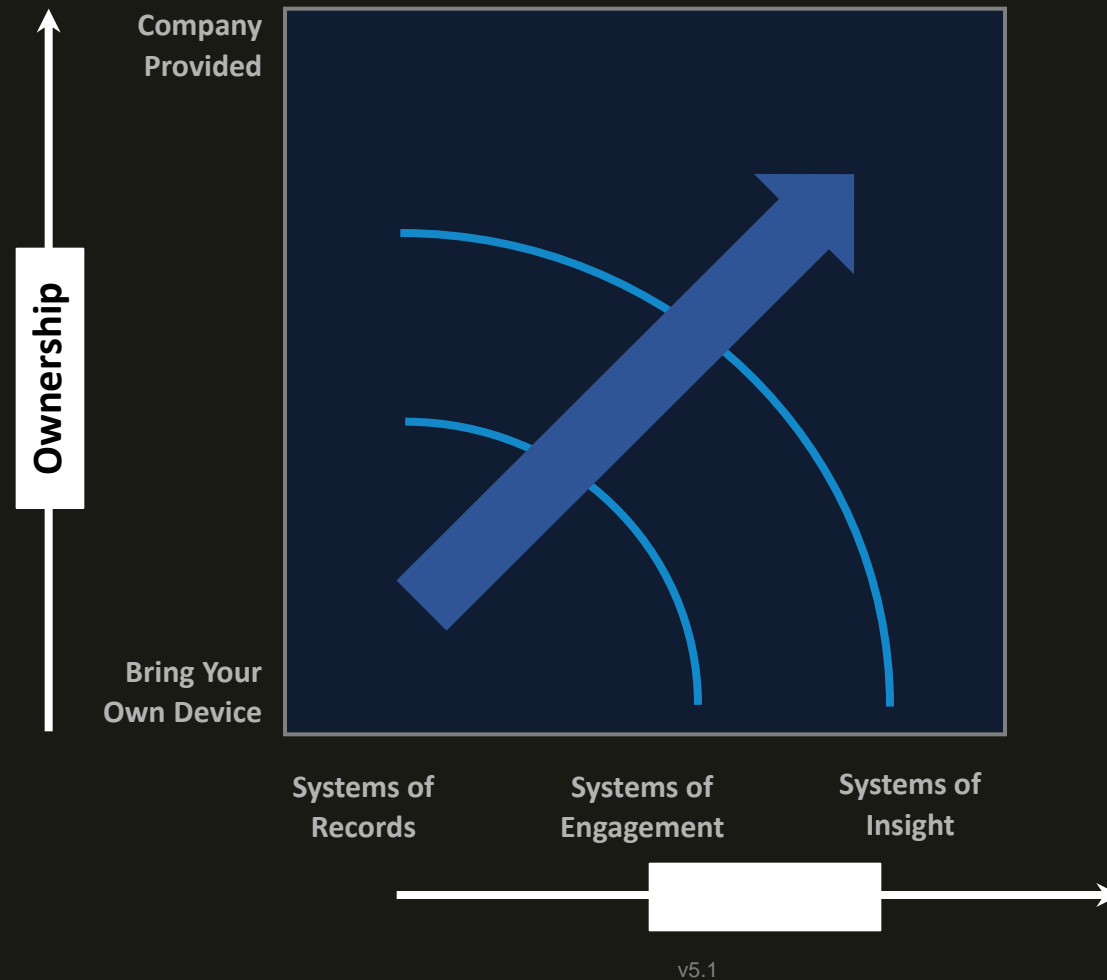 Company
Provided
Ownership
Bring Your
Own Device
Systems of
Records
Systems of
Engagement
Systems of
Insight
v5.1